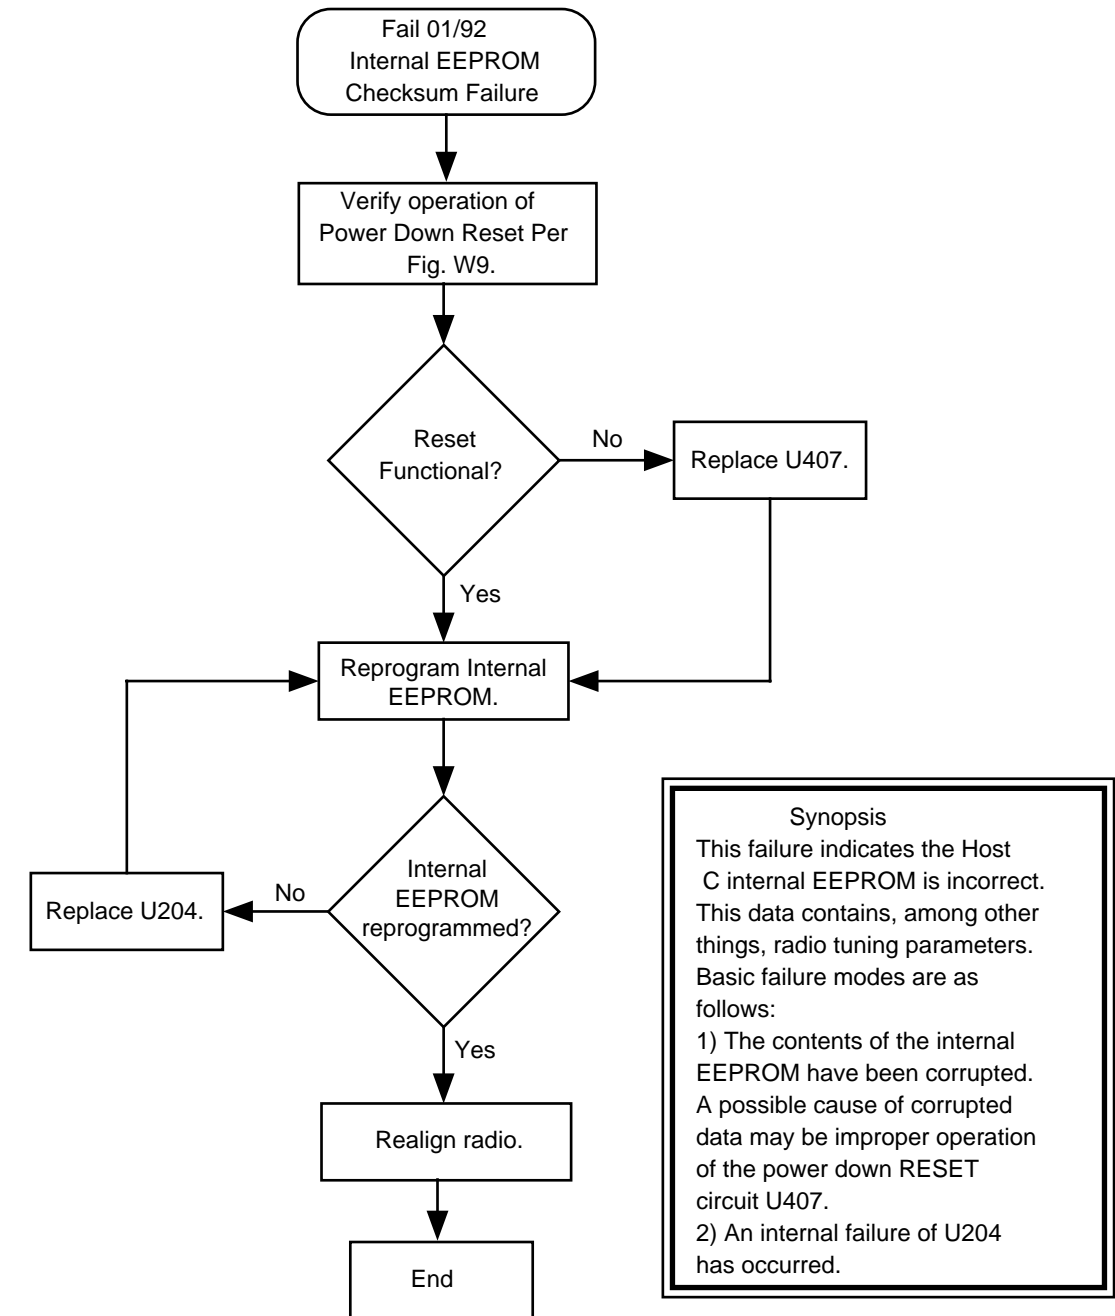 Fail 01/92
Internal EEPROM
Checksum Failure
Verify operation of
Power Down Reset Per
Fig. W9.
Reset
Functional?
No
Replace U407.
Yes
Reprogram Internal
EEPROM.
Internal
EEPROM
reprogrammed?
No
Replace U204.
Yes
Realign radio.
End
Synopsis
This failure indicates the Host
C internal EEPROM is incorrect.
This data contains, among other
things, radio tuning parameters.
Basic failure modes are as
follows:
1) The contents of the internal
EEPROM have been corrupted.
A possible cause of corrupted
data may be improper operation
of the power down RESET
circuit U407.
2) An internal failure of U204
has occurred.